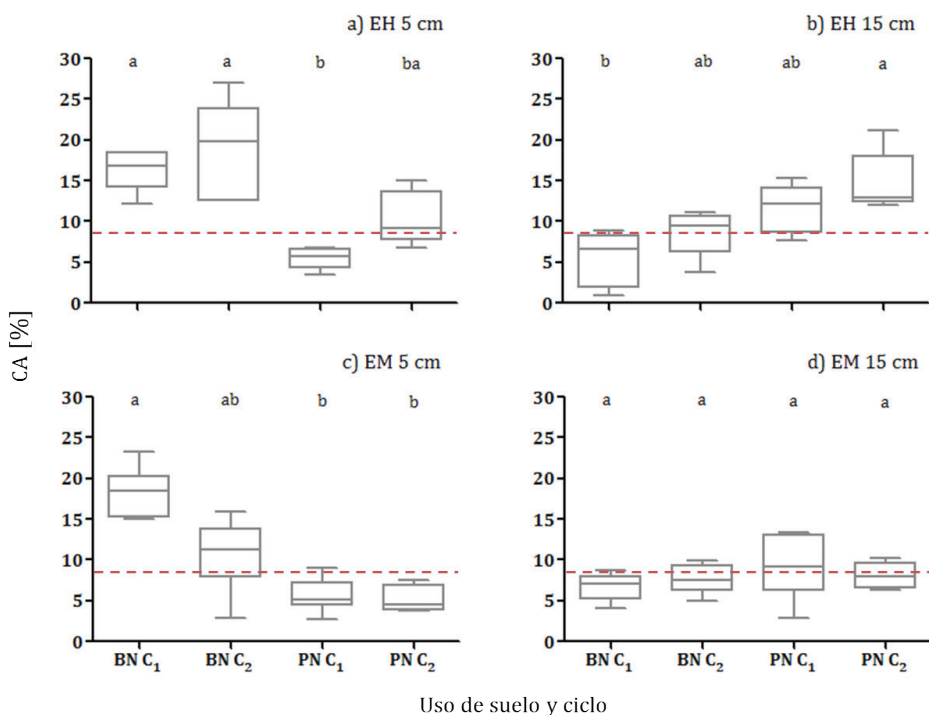 a) EH 5 cm
30
25
20
15
10
5
0
a a b ba
b) EH 15 cm
30
25
20
15
10
5
0
b ab ab a
CA [%]
c) EM 5 cm
30
25
20
15
10
5
0
a ab b b
BN C₁ BN C₂ PN C₁ PN C₂
d) EM 15 cm
30
25
20
15
10
5
0
a a a a
BN C₁ BN C₂ PN C₁ PN C₂
Uso de suelo y ciclo